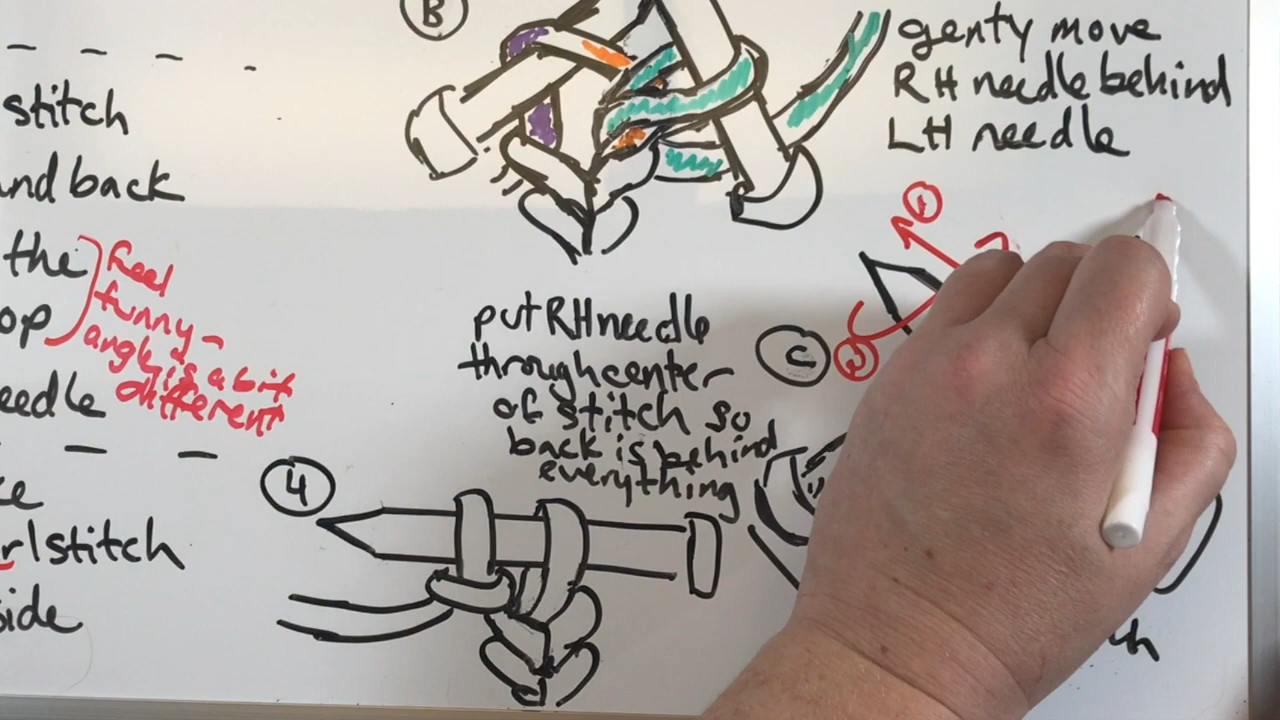 B
genty move
RH needle behind
LH needle
stitch
and back
the
op
feel
funny -
angle is a bit
different
eedle
put RH needle
through center
of stitch so
back is behind
everything
C
1
2
4
rl stitch
side